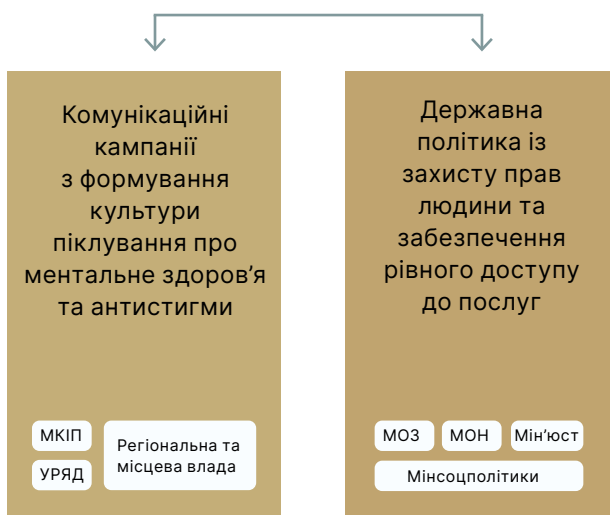 Комунікаційні
кампанії
з формування
культури
піклування про
ментальне здоров’я
та антистигми
МКІП
УРЯД
Регіональна та
місцева влада
Державна
політика із
захисту прав
людини та
забезпечення
рівного доступу
до послуг
МОЗ
МОН
Мін’юст
Мінсоцполітики